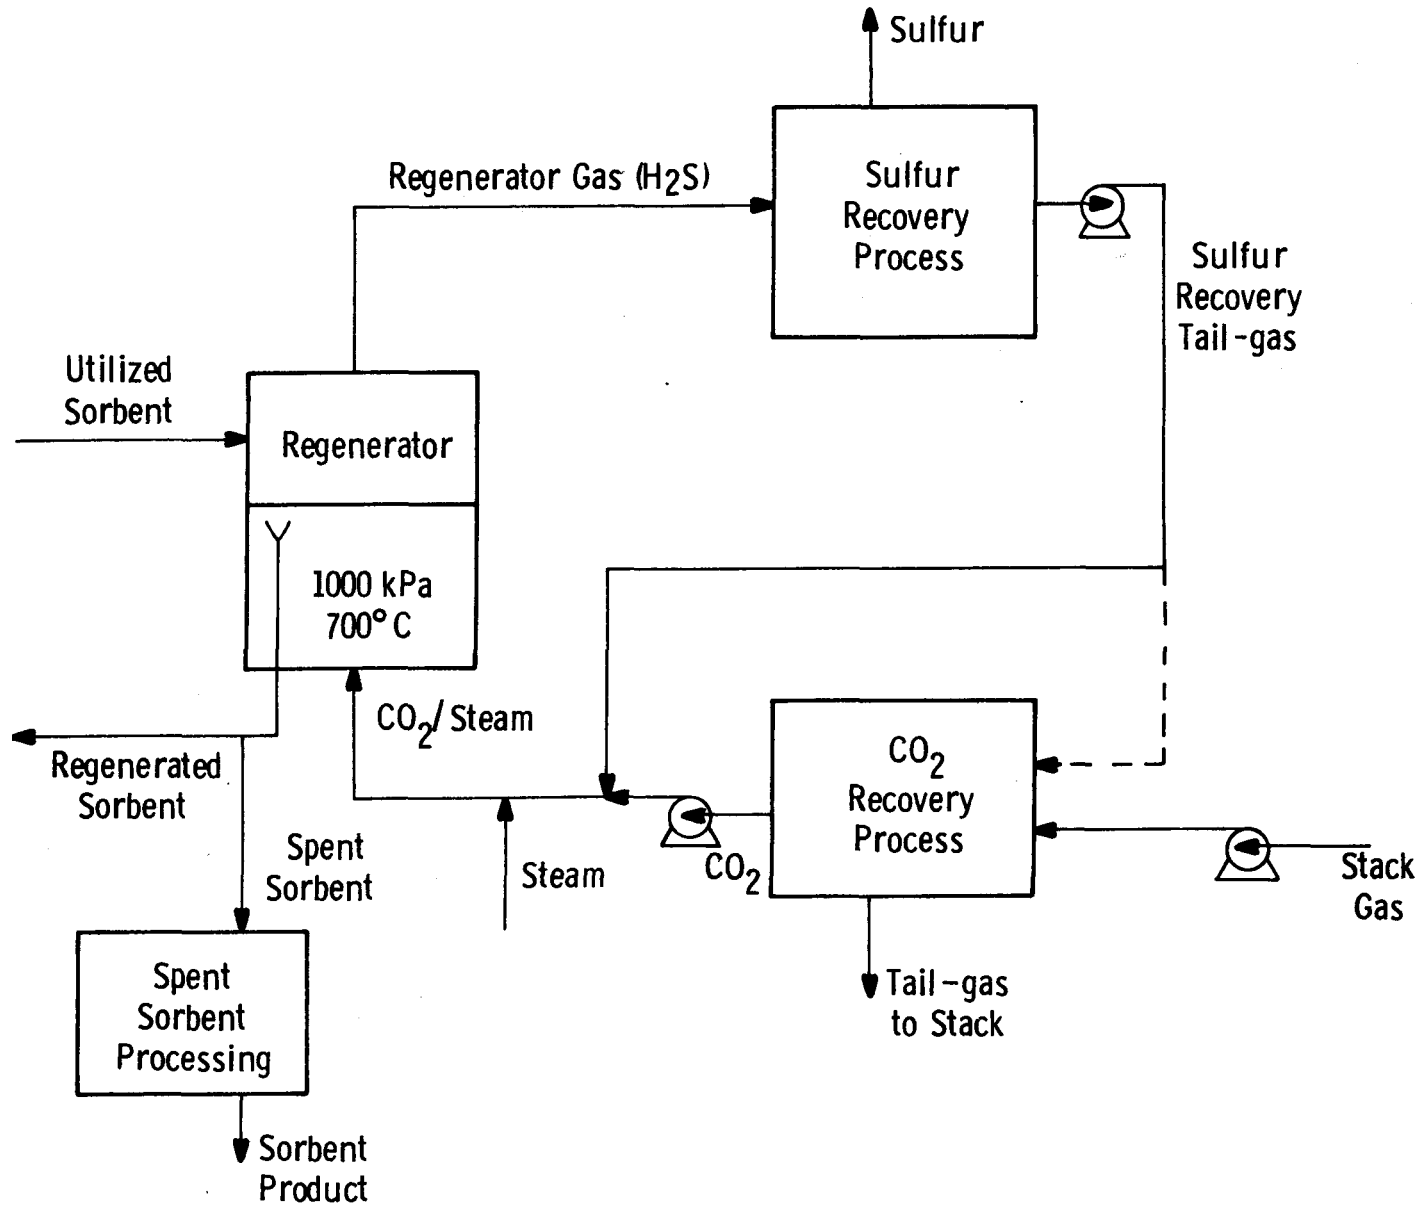 Sulfur
Regenerator Gas (H2S)
Sulfur
Recovery
Process
Sulfur
Recovery
Tail-gas
Utilized
Sorbent
Regenerator
1000 kPa
700° C
CO2/Steam
Regenerated
Sorbent
CO2
Recovery
Process
Spent
Sorbent
Steam
CO2
Stack
Gas
Spent
Sorbent
Processing
Tail-gas
to Stack
Sorbent
Product